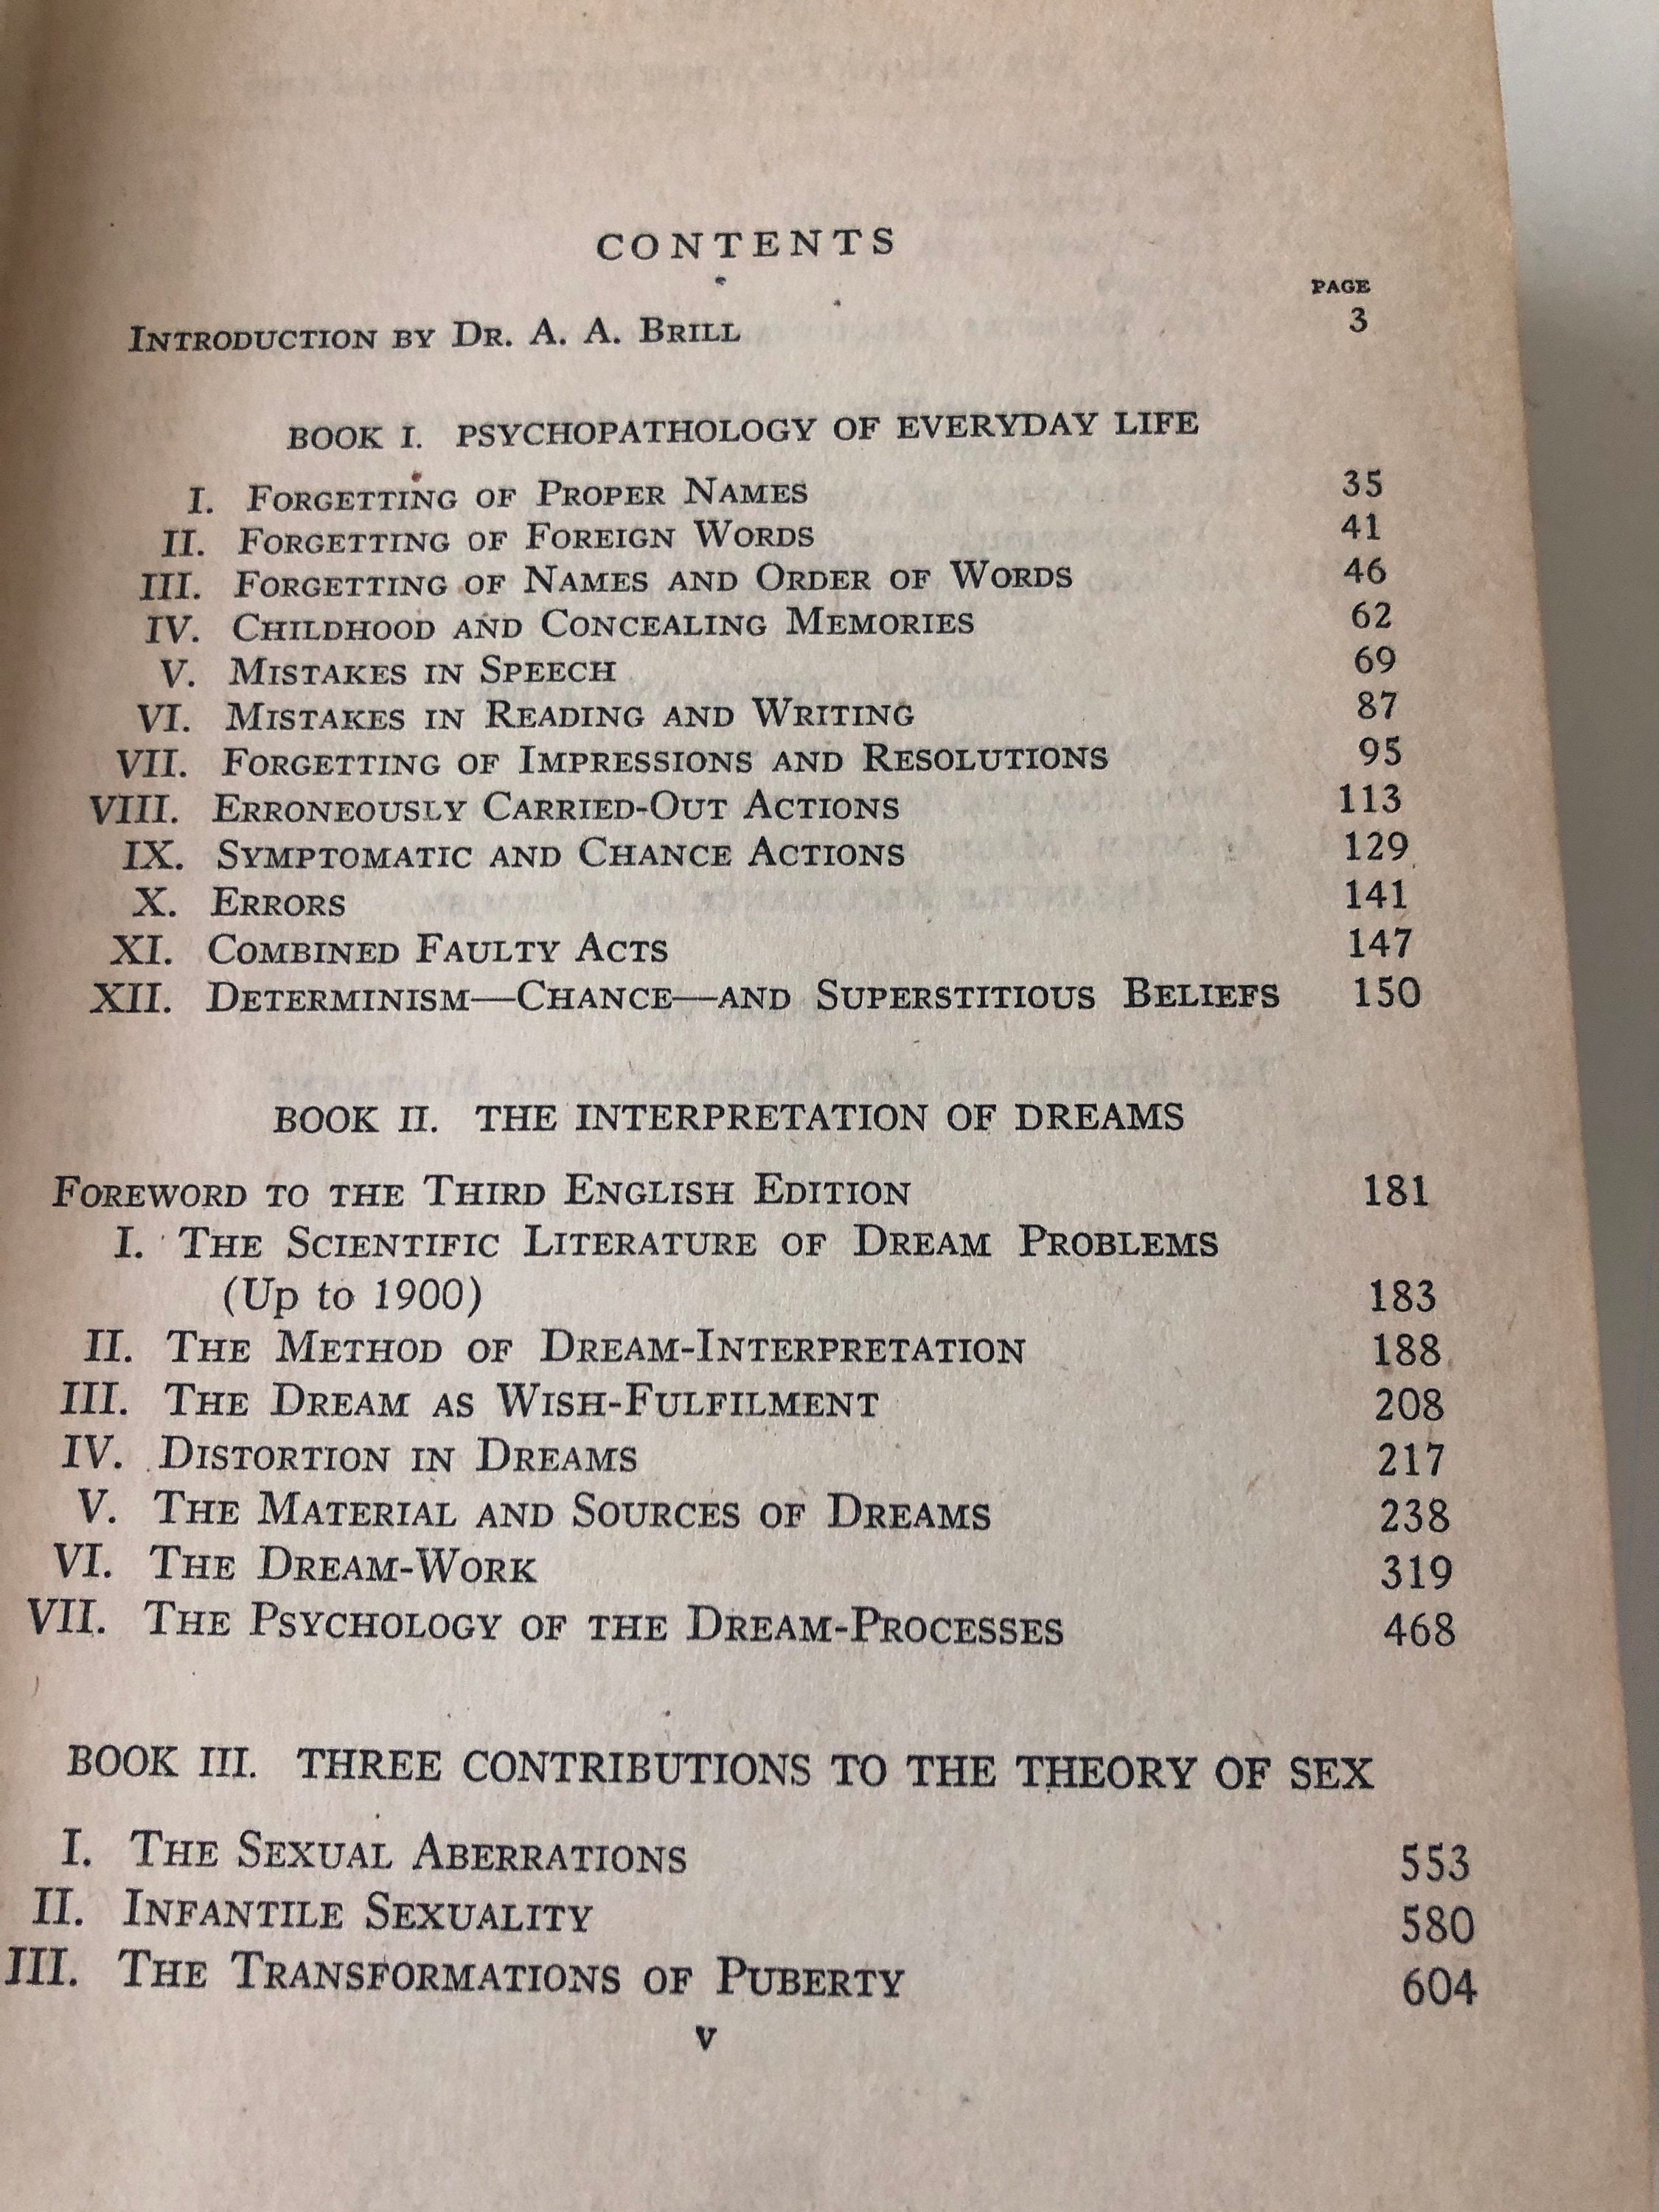 CONTENTS
PAGE
INTRODUCTION BY DR. A. A. BRILL 3
BOOK I. PSYCHOPATHOLOGY OF EVERYDAY LIFE
I. FORGETTING OF PROPER NAMES 35
II. FORGETTING OF FOREIGN WORDS 41
III. FORGETTING OF NAMES AND ORDER OF WORDS 46
IV. CHILDHOOD AND CONCEALING MEMORIES 62
V. MISTAKES IN SPEECH 69
VI. MISTAKES IN READING AND WRITING 87
VII. FORGETTING OF IMPRESSIONS AND RESOLUTIONS 95
VIII. ERRONEOUSLY CARRIED-OUT ACTIONS 113
IX. SYMPTOMATIC AND CHANCE ACTIONS 129
X. ERRORS 141
XI. COMBINED FAULTY ACTS 147
XII. DETERMINISM—CHANCE—AND SUPERSTITIOUS BELIEFS 150
BOOK II. THE INTERPRETATION OF DREAMS
FOREWORD TO THE THIRD ENGLISH EDITION 181
I. THE SCIENTIFIC LITERATURE OF DREAM PROBLEMS
(Up to 1900) 183
II. THE METHOD OF DREAM-INTERPRETATION 188
III. THE DREAM AS WISH-FULFILMENT 208
IV. DISTORTION IN DREAMS 217
V. THE MATERIAL AND SOURCES OF DREAMS 238
VI. THE DREAM-WORK 319
VII. THE PSYCHOLOGY OF THE DREAM-PROCESSES 468
BOOK III. THREE CONTRIBUTIONS TO THE THEORY OF SEX
I. THE SEXUAL ABERRATIONS 553
II. INFANTILE SEXUALITY 580
III. THE TRANSFORMATIONS OF PUBERTY 604
v